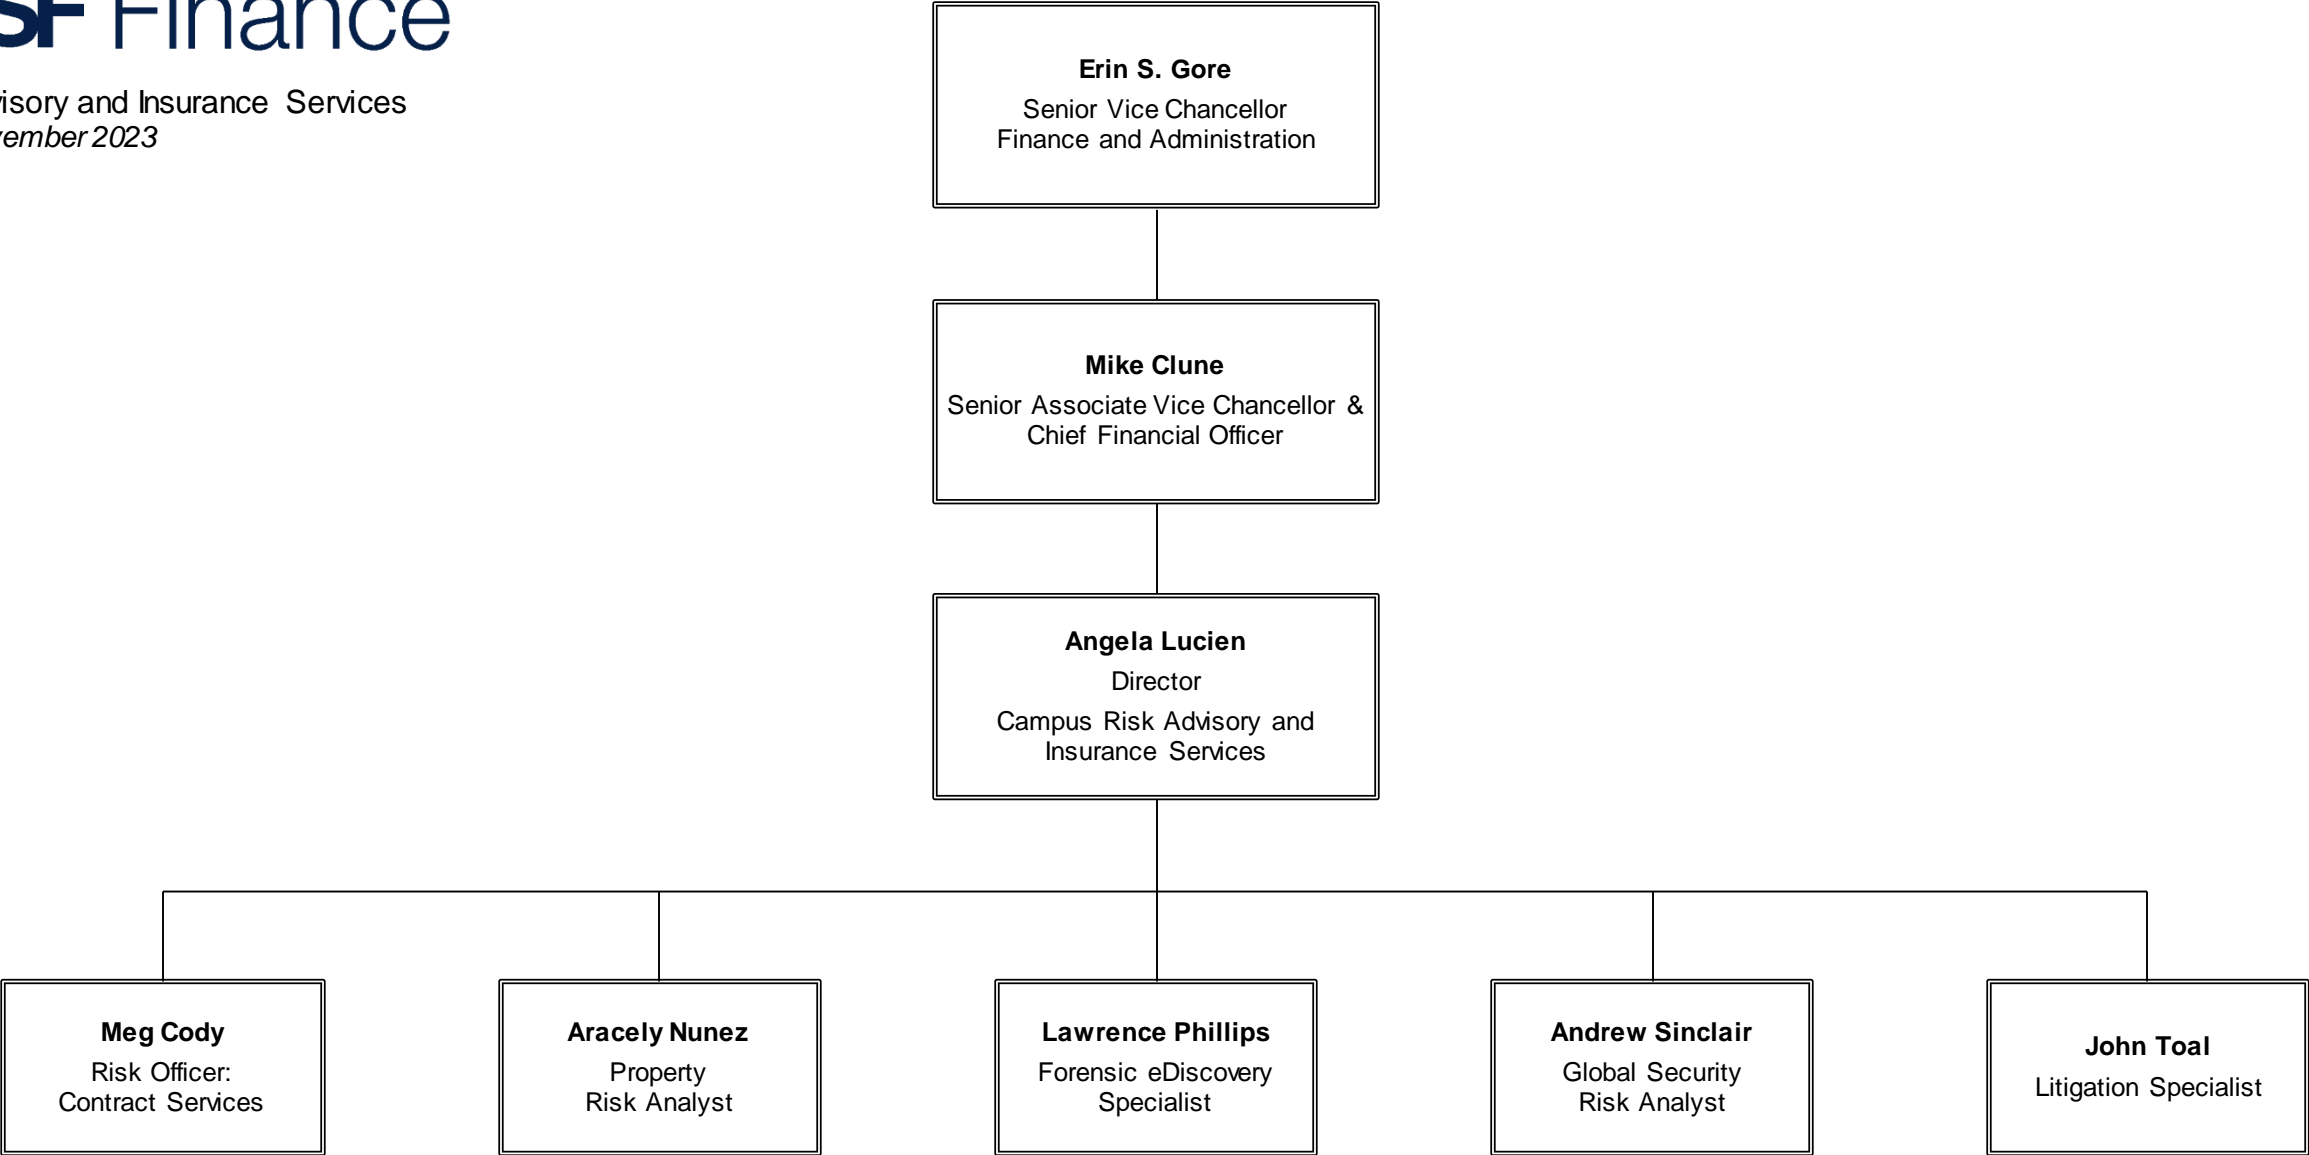 SF Finance
isory and Insurance Services
ember 2023
Erin S. Gore
Senior Vice Chancellor
Finance and Administration
Mike Clune
Senior Associate Vice Chancellor &
Chief Financial Officer
Angela Lucien
Director
Campus Risk Advisory and
Insurance Services
Meg Cody
Risk Officer:
Contract Services
Aracely Nunez
Property
Risk Analyst
Lawrence Phillips
Forensic eDiscovery
Specialist
Andrew Sinclair
Global Security
Risk Analyst
John Toal
Litigation Specialist